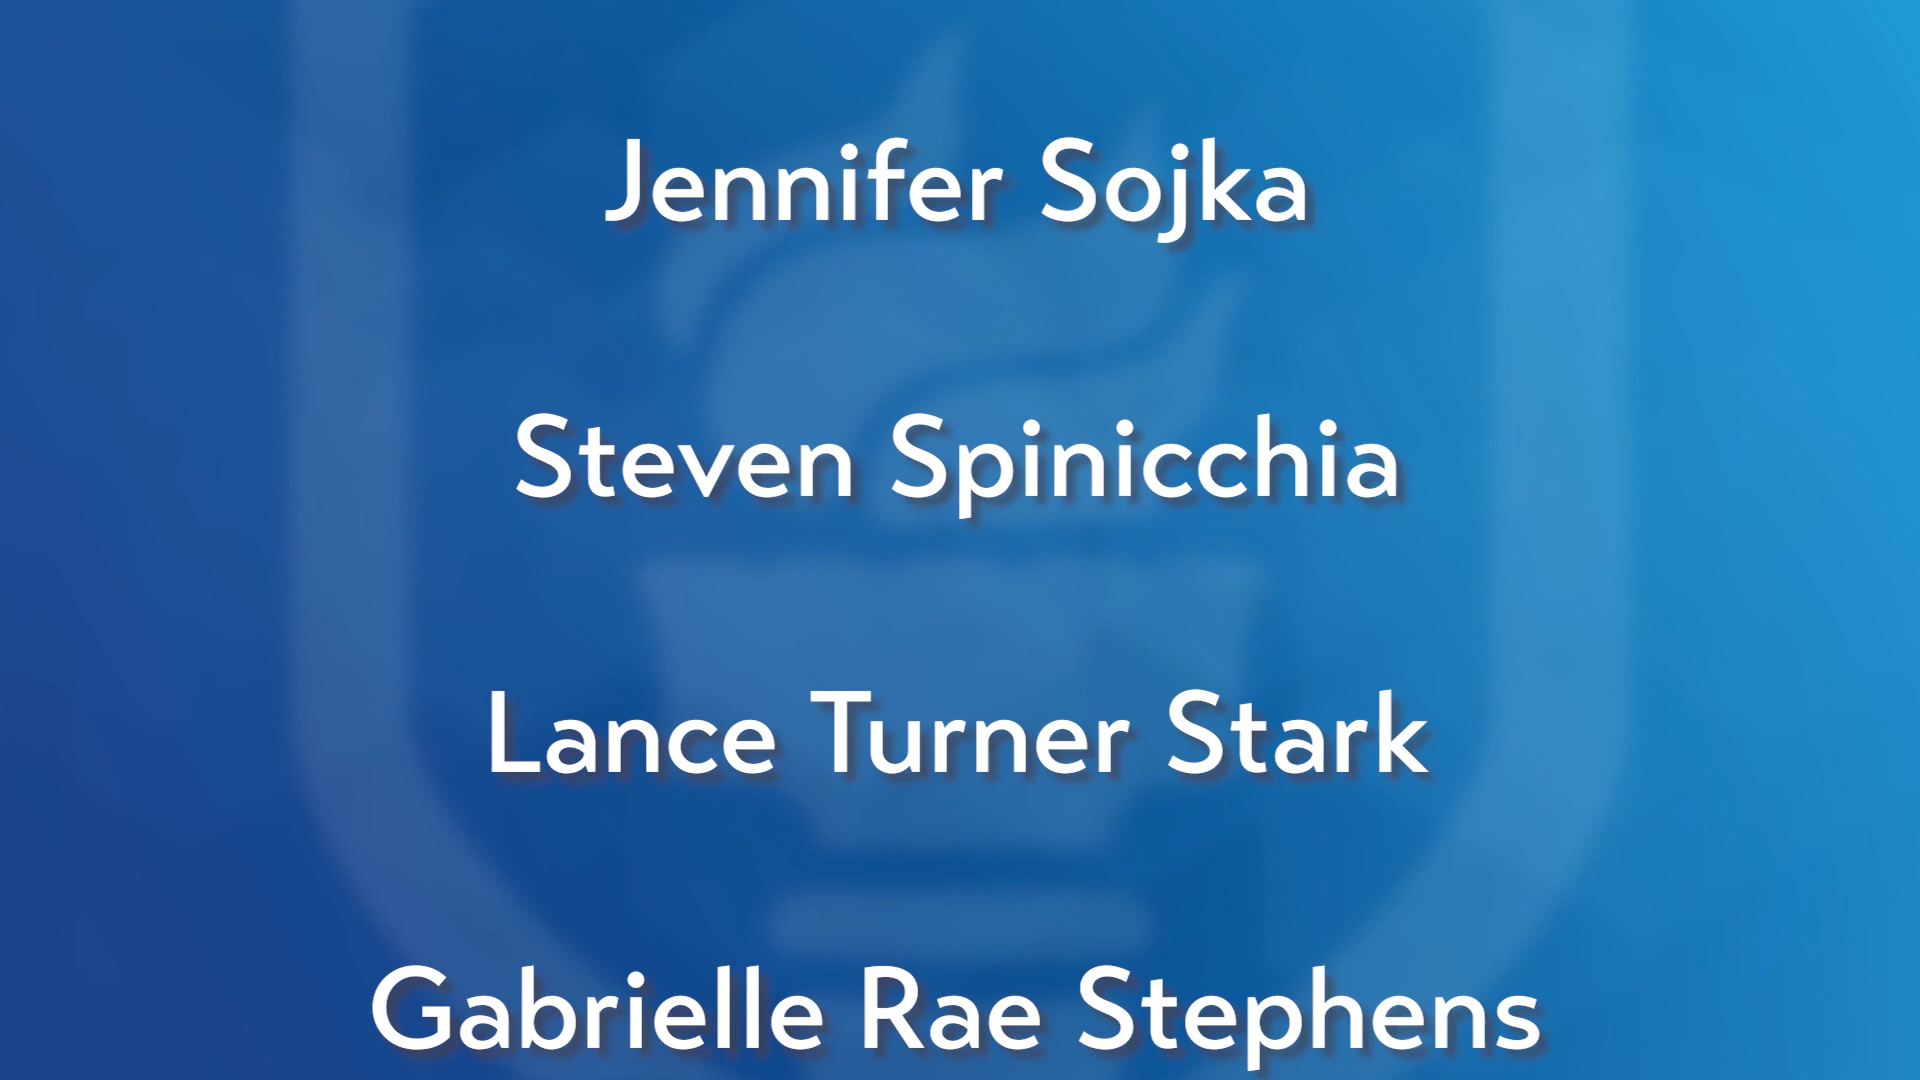 Jennifer Sojka
Steven Spinicchia
Lance Turner Stark
Gabrielle Rae Stephens